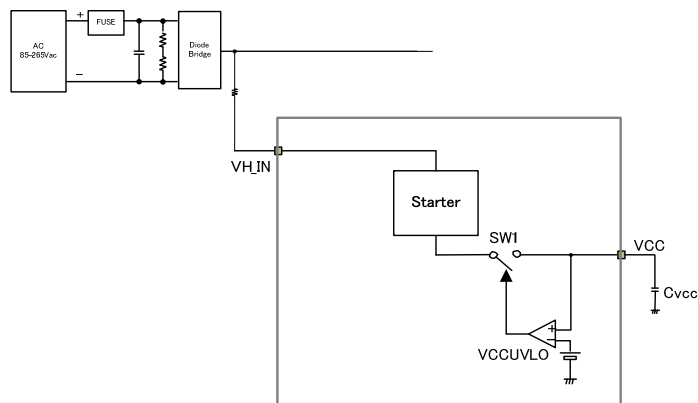 AC
85-265Vac
+
−
FUSE
Diode
Bridge
VH_IN
Starter
SW1
VCC
Cvcc
+
−
VCCUVLO